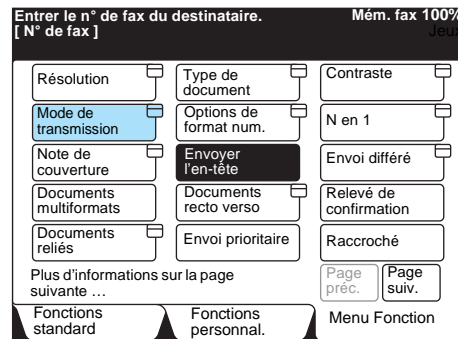 Entrer le n° de fax du destinataire. Mém. fax 100%
[ N° de fax ] Jeux
Résolution
Type de
document
Contraste
Mode de
transmission
Options de
format num.
N en 1
Note de
couverture
Envoyer
l'en-tête
Envoi différé
Documents
multiformats
Documents
recto verso
Relevé de
confirmation
Documents
reliés
Envoi prioritaire
Raccroché
Plus d'informations sur la page
suivante …
Page
préc.
Page
suiv.
Fonctions
standard
Fonctions
personnal.
Menu Fonction